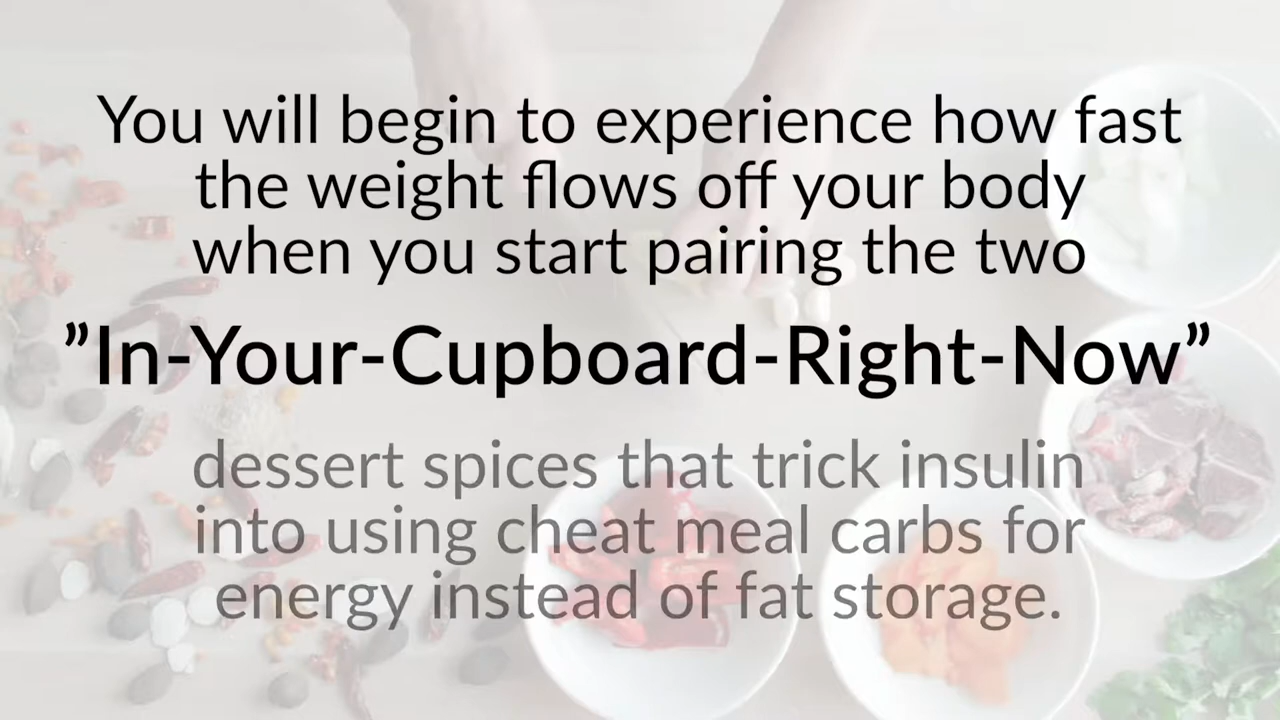 You will begin to experience how fast
the weight flows off your body
when you start pairing the two
”In-Your-Cupboard-Right-Now”
dessert spices that trick insulin
into using cheat meal carbs for
energy instead of fat storage.